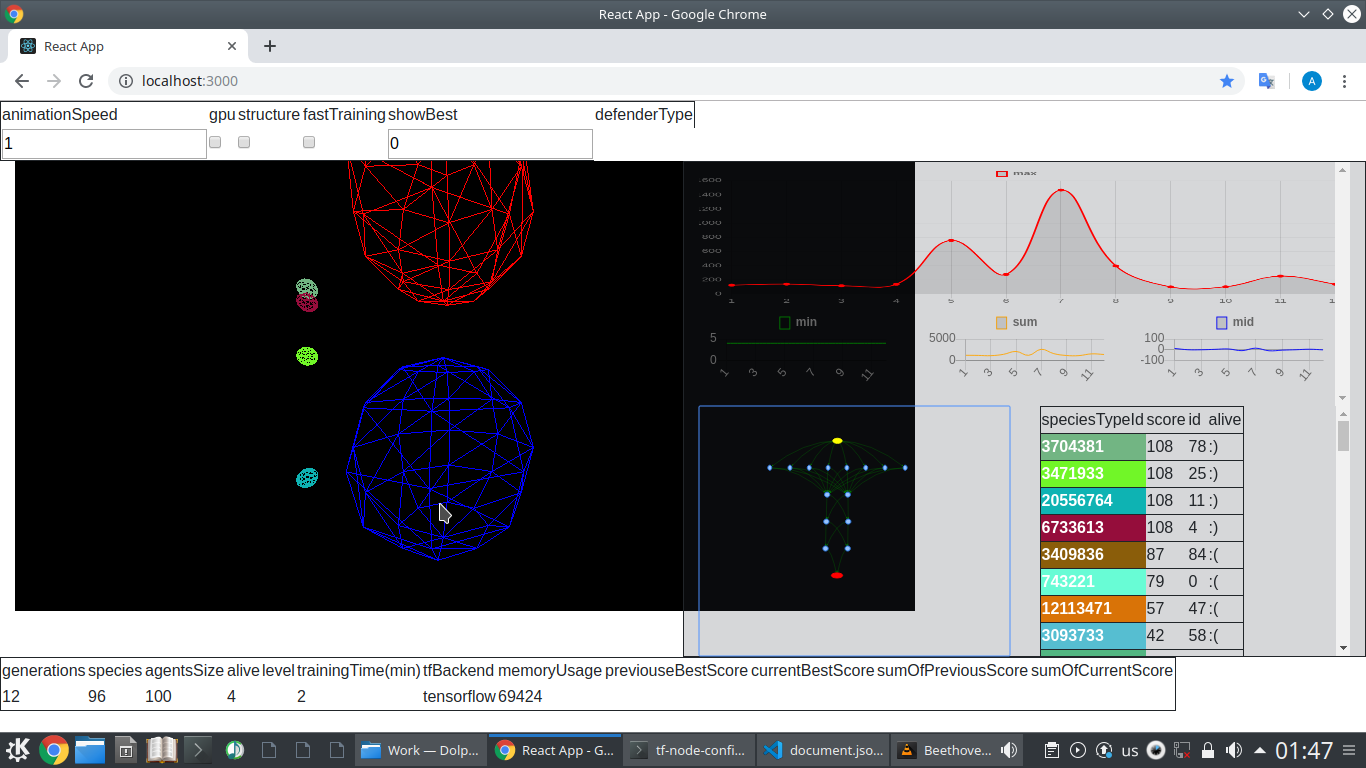 React App - Google Chrome
React App
localhost:3000
A
animationSpeed gpu structure fastTraining showBest defenderType
1 0
max
1400
1200
1000
800
600
400
200
0
1 2 3 4 5 6 7 8 9 10 11
min sum mid
5 5000 100
0 0 0
-100
1 3 5 7 9 11 1 3 5 7 9 11 1 3 5 7 9 11
speciesTypeId score id alive
3704381 108 78 :)
3471933 108 25 :)
20556764 108 11 :)
6733613 108 4 :)
3409836 87 84 :(
743221 79 0 :(
12113471 57 47 :(
3093733 42 58 :(
generations species agentsSize alive level trainingTime(min) tfBackend memoryUsage previouseBestScore currentBestScore sumOfPreviousScore sumOfCurrentScore
12 96 100 4 2 tensorflow 69424
Work — Dolp... React App - G... tf-node-confi... document.jso... Beethove... us 01:47